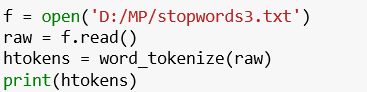 f = open('D:/MP/stopwords3.txt')
raw = f.read()
htokens = word_tokenize(raw)
print(htokens)